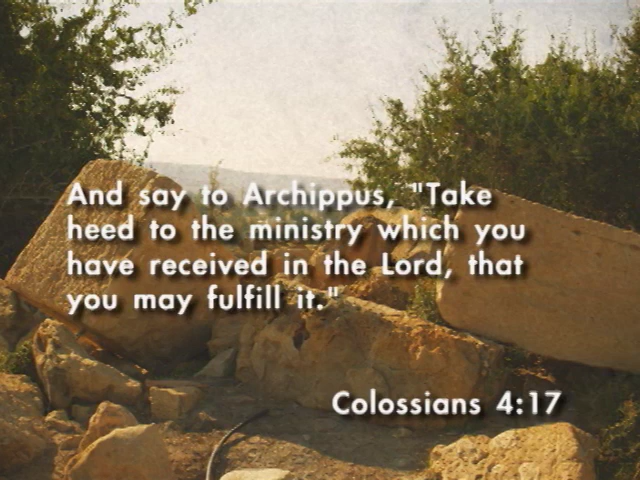 And say to Archippus, "Take
heed to the ministry which you
have received in the Lord, that
you may fulfill it."
Colossians 4:17